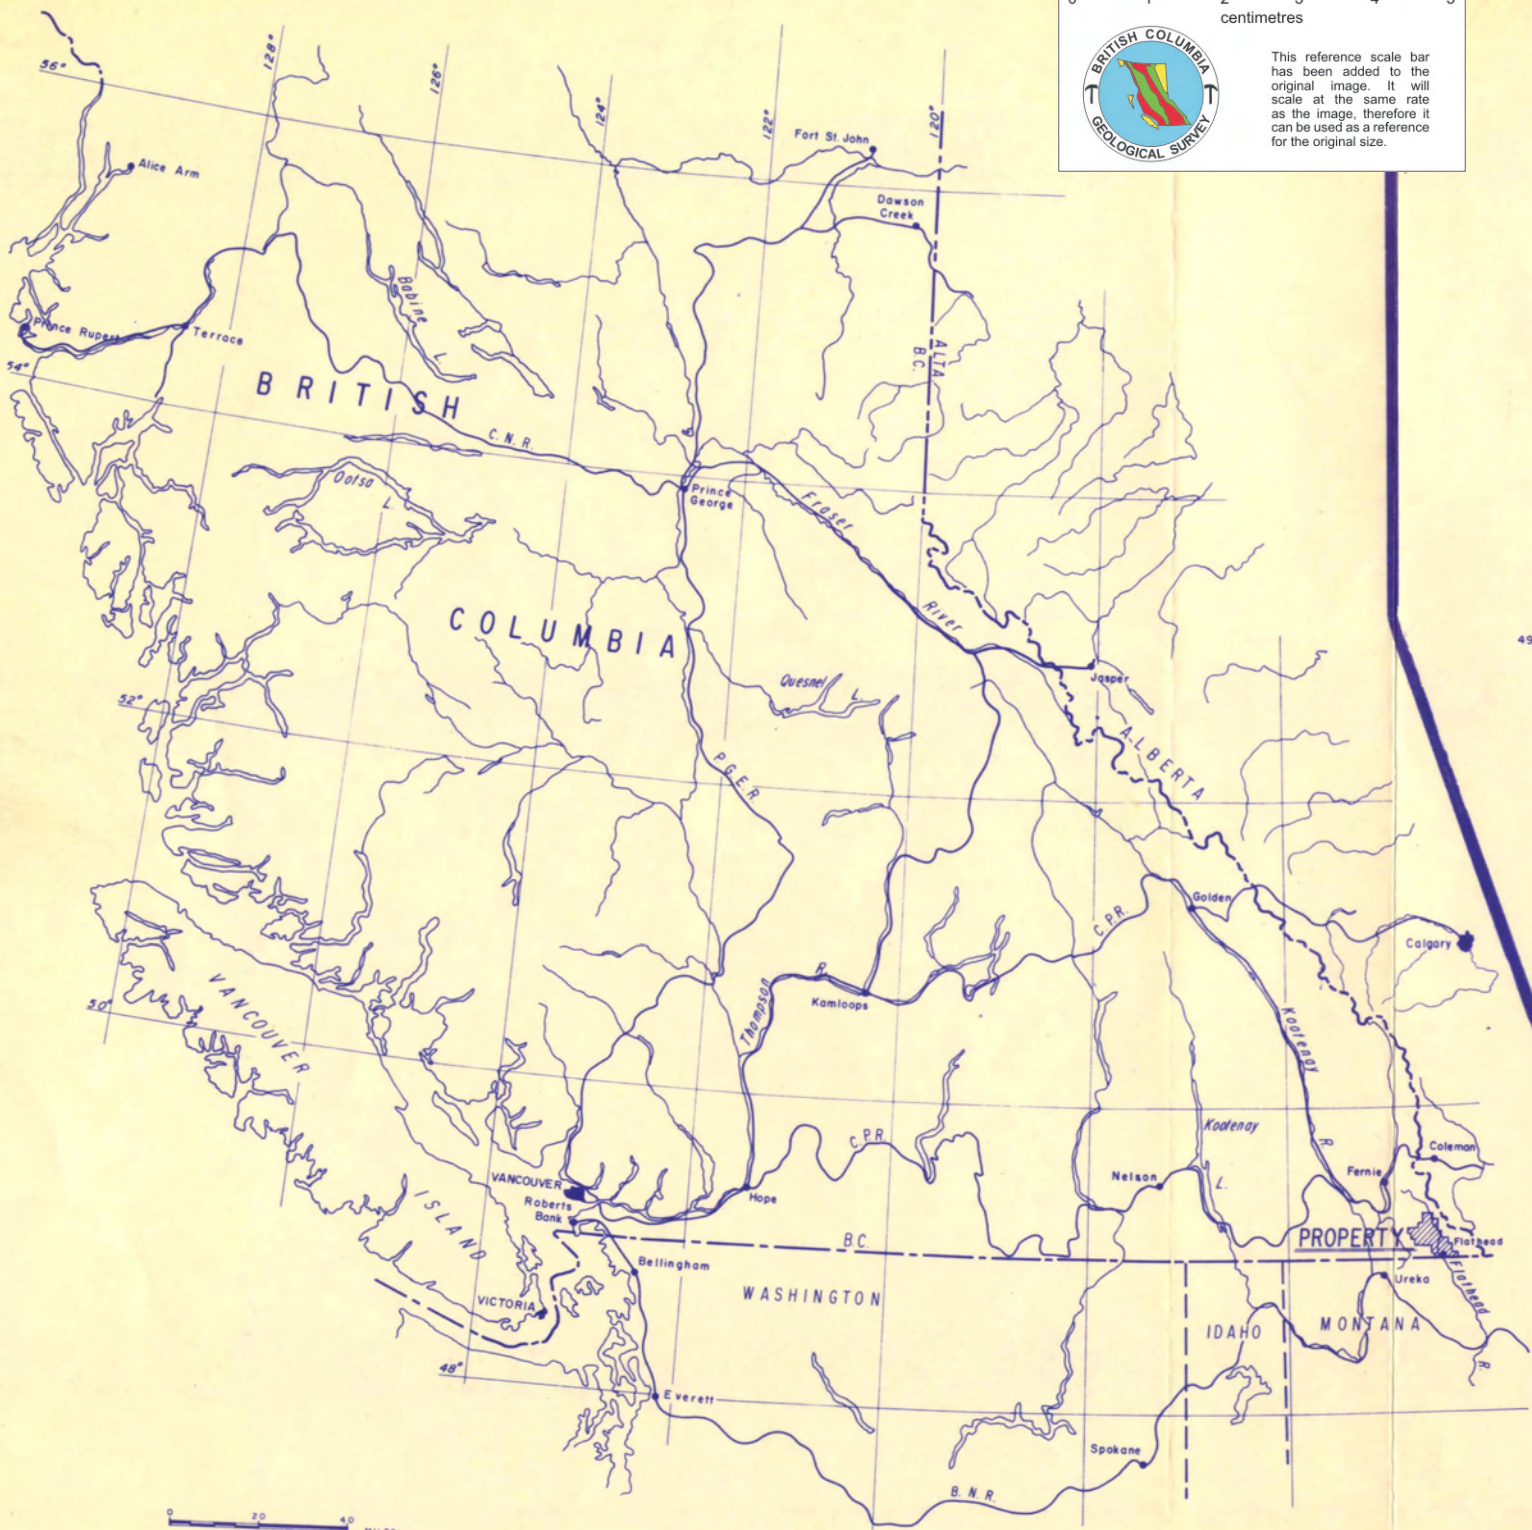 centimetres
BRITISH COLUMBIA
GEOLOGICAL SURVEY
This reference scale bar
has been added to the
original image. It will
scale at the same rate
as the image, therefore it
can be used as a reference
for the original size.
56°
128°
126°
124°
122°
120°
Fort St. John
Alice Arm
Dawson
Creek
Babine
L.
Prince Rupert
Terrace
ALTA
B.C.
54°
BRITISH
C.N.R.
Ootsa
L.
Prince
George
Fraser
River
COLUMBIA
49
Quesnel L.
Jasper
52°
P.G.E.R
ALBERTA
Golden
C.P.R.
Calgary
VANCOUVER
50°
Thompson
R.
Kamloops
Kootenay
R.
Kootenay
L.
C.P.R.
Coleman
Fernie
Nelson
VANCOUVER
Roberts
Bank
Hope
ISLAND
B.C.
PROPERTY
Flathead
Bellingham
Flathead
R.
Ureka
WASHINGTON
VICTORIA
IDAHO
MONTANA
48°
Everett
Spokane
B.N.R.
0 20 40